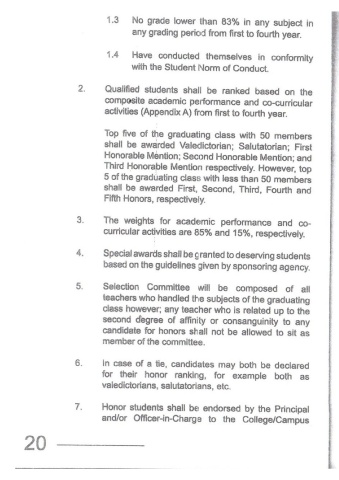 1.3 No grade lower than 83% in any subject in
any grading period from first to fourth year.
1.4 Have conducted themselves in conformity
with the Student Norm of Conduct.
2. Qualified students shall be ranked based on the
composite academic performance and co-curricular
activities (Appendix A) from first to fourth year.
Top five of the graduating class with 50 members
shall be awarded Valedictorian; Salutatorian; First
Honorable Mention; Second Honorable Mention; and
Third Honorable Mention respectively. However, top
5 of the graduating class with less than 50 members
shall be awarded First, Second, Third, Fourth and
Fifth Honors, respectively.
3. The weights for academic performance and co-
curricular activities are 85% and 15%, respectively.
4. Special awards shall be granted to deserving students
based on the guidelines given by sponsoring agency.
5. Selection Committee will be composed of all
teachers who handled the subjects of the graduating
class however; any teacher who is related up to the
second degree of affinity or consanguinity to any
candidate for honors shall not be allowed to sit as
member of the committee.
6. In case of a tie, candidates may both be declared
for their honor ranking, for example both as
valedictorians, salutatorians, etc.
7. Honor students shall be endorsed by the Principal
and/or Officer-in-Charge to the College/Campus
20